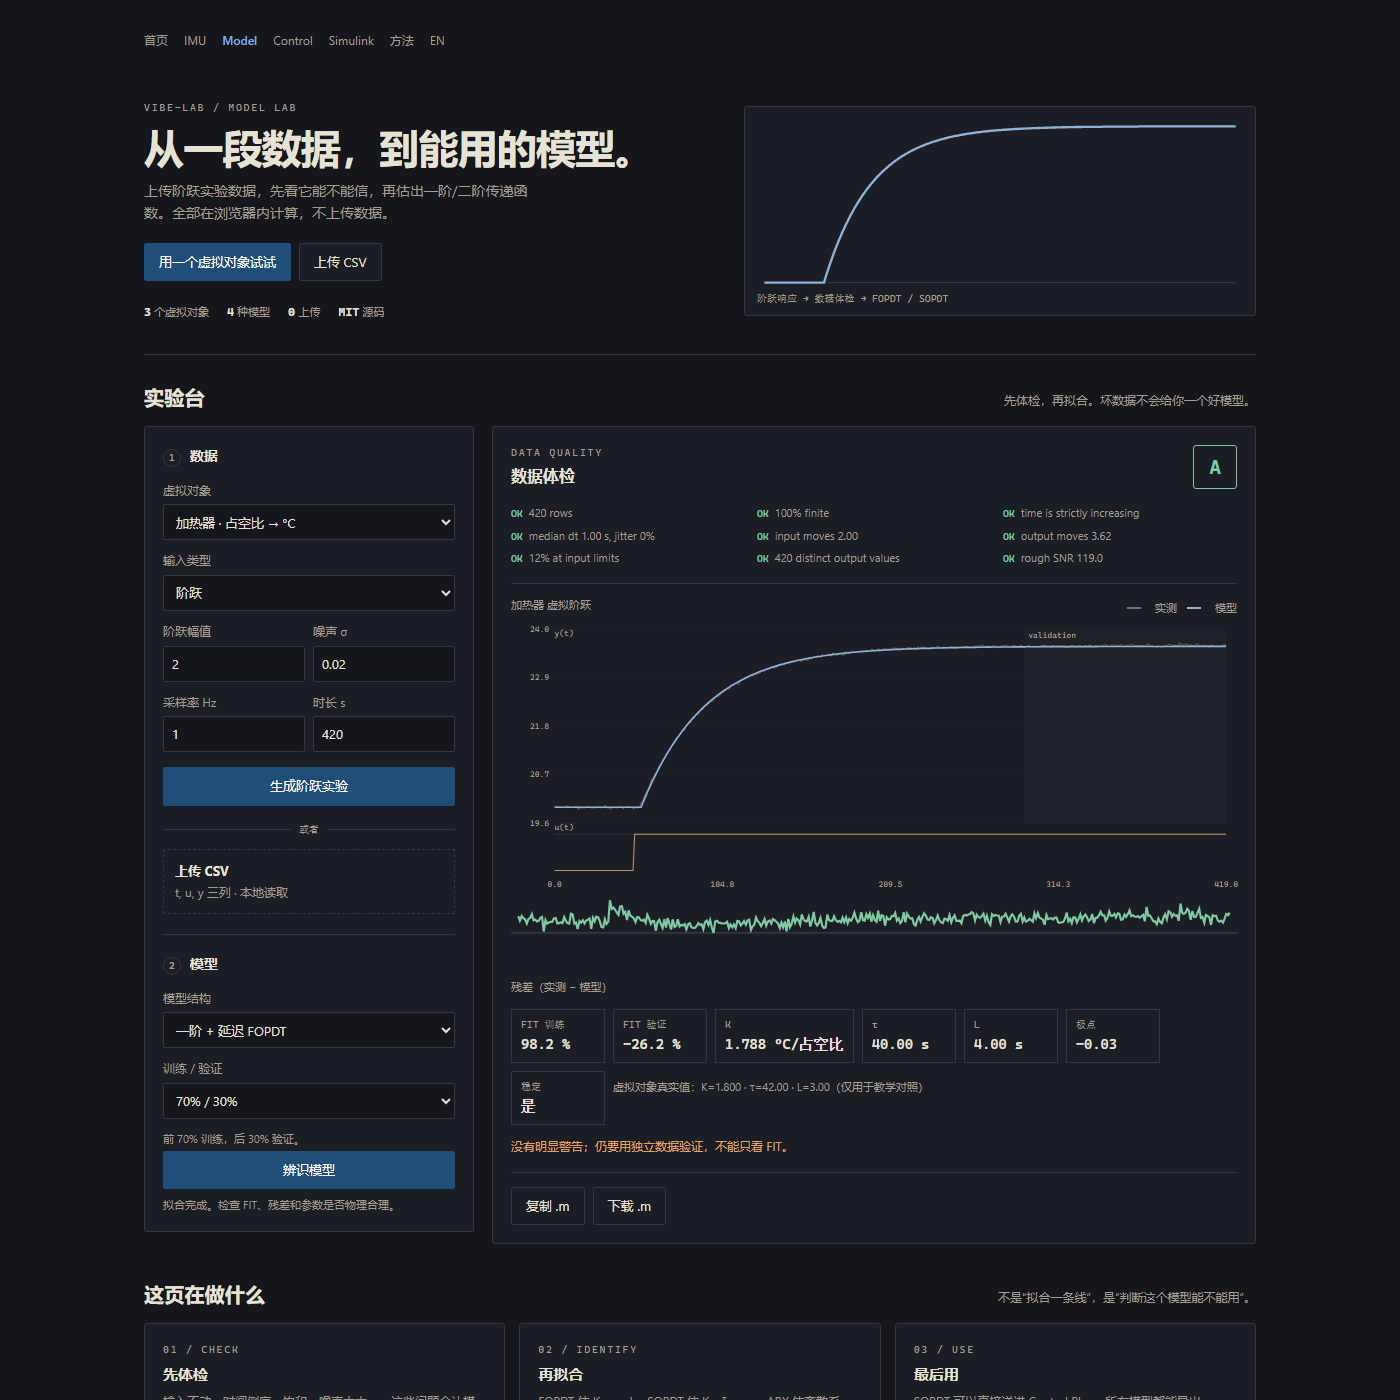 首页 IMU Model Control Simulink 方法 EN
VIBE-LAB / MODEL LAB
从一段数据，到能用的模型。
上传阶跃实验数据，先看它能不能信，再估出一阶/二阶传递函
数。全部在浏览器内计算，不上传数据。
用一个虚拟对象试试 上传 CSV
3 个虚拟对象 4 种模型 0 上传 MIT 源码
阶跃响应 → 数据体检 → FOPDT / SOPDT
实验台
先体检，再拟合。坏数据不会给你一个好模型。
1 数据
虚拟对象
加热器 · 占空比 → °C
输入类型
阶跃
阶跃幅值 噪声 σ
2 0.02
采样率 Hz 时长 s
1 420
生成阶跃实验
或者
上传 CSV
t, u, y 三列 · 本地读取
2 模型
模型结构
一阶 + 延迟 FOPDT
训练 / 验证
70% / 30%
前 70% 训练，后 30% 验证。
辨识模型
拟合完成。检查 FIT、残差和参数是否物理合理。
DATA QUALITY
数据体检
A
OK 420 rows OK 100% finite OK time is strictly increasing
OK median dt 1.00 s, jitter 0% OK input moves 2.00 OK output moves 3.62
OK 12% at input limits OK 420 distinct output values OK rough SNR 119.0
加热器 虚拟阶跃
实测 模型
24.0 y(t) validation
22.9
21.8
20.7
19.6 u(t)
0.0 104.8 209.5 314.3 419.0
残差（实测 − 模型）
FIT 训练 FIT 验证 K τ L 极点
98.2 % −26.2 % 1.788 °C/占空比 40.00 s 4.00 s −0.03
稳定
是
虚拟对象真实值：K=1.800 · τ=42.00 · L=3.00（仅用于教学对照）
没有明显警告；仍要用独立数据验证，不能只看 FIT。
复制 .m 下载 .m
这页在做什么
不是“拟合一条线”，是“判断这个模型能不能用”。
01 / CHECK 02 / IDENTIFY 03 / USE
先体检 再拟合 最后用